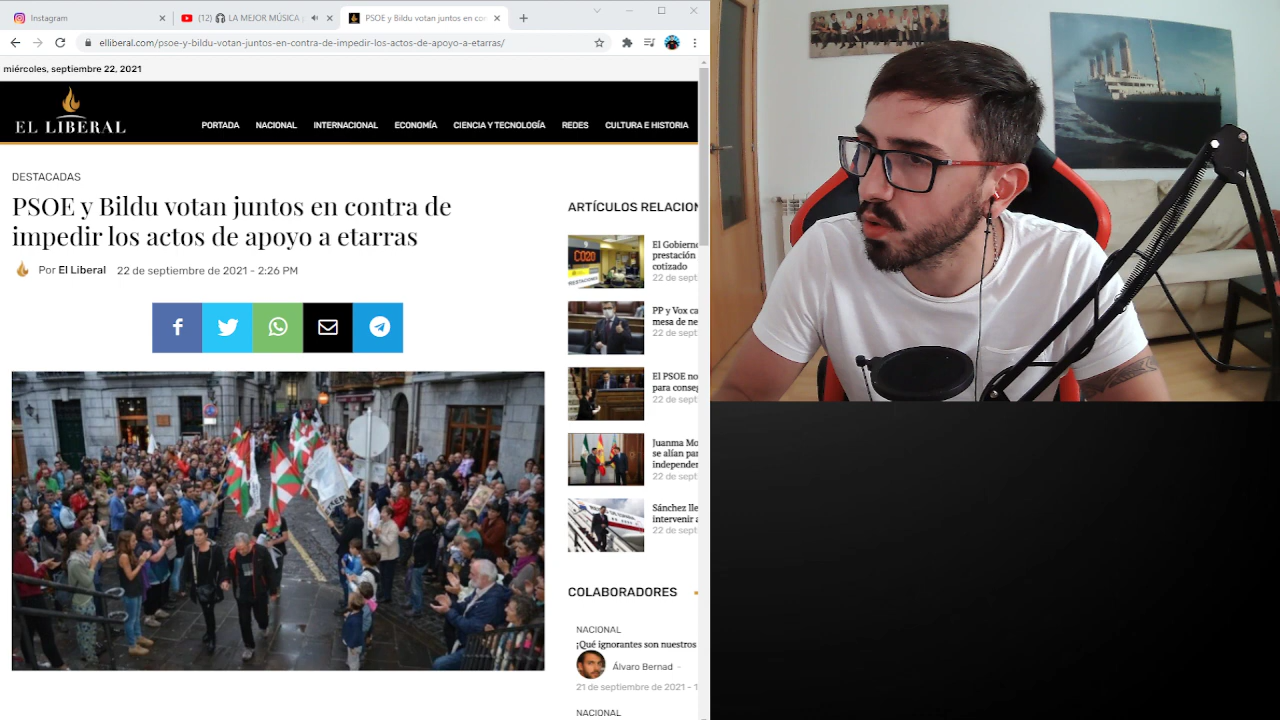 Instagram
(12) 🎧 LA MEJOR MÚSICA
PSOE y Bildu votan juntos en con
elliberal.com/psoe-y-bildu-votan-juntos-en-contra-de-impedir-los-actos-de-apoyo-a-etarras/
miércoles, septiembre 22, 2021
EL LIBERAL
PORTADA NACIONAL INTERNACIONAL ECONOMÍA CIENCIA Y TECNOLOGÍA REDES CULTURA E HISTORIA
DESTACADAS
PSOE y Bildu votan juntos en contra de
impedir los actos de apoyo a etarras
Por El Liberal 22 de septiembre de 2021 - 2:26 PM
ARTÍCULOS RELACION
El Gobierno
prestación
cotizado
22 de sept
PP y Vox ca
mesa de ne
22 de sept
El PSOE no
para conseg
22 de sept
Juanma Mo
se alían par
independen
22 de sept
Sánchez lle
intervenir a
22 de sept
COLABORADORES
NACIONAL
¡Qué ignorantes son nuestros
Álvaro Bernad -
21 de septiembre de 2021 - 1
NACIONAL